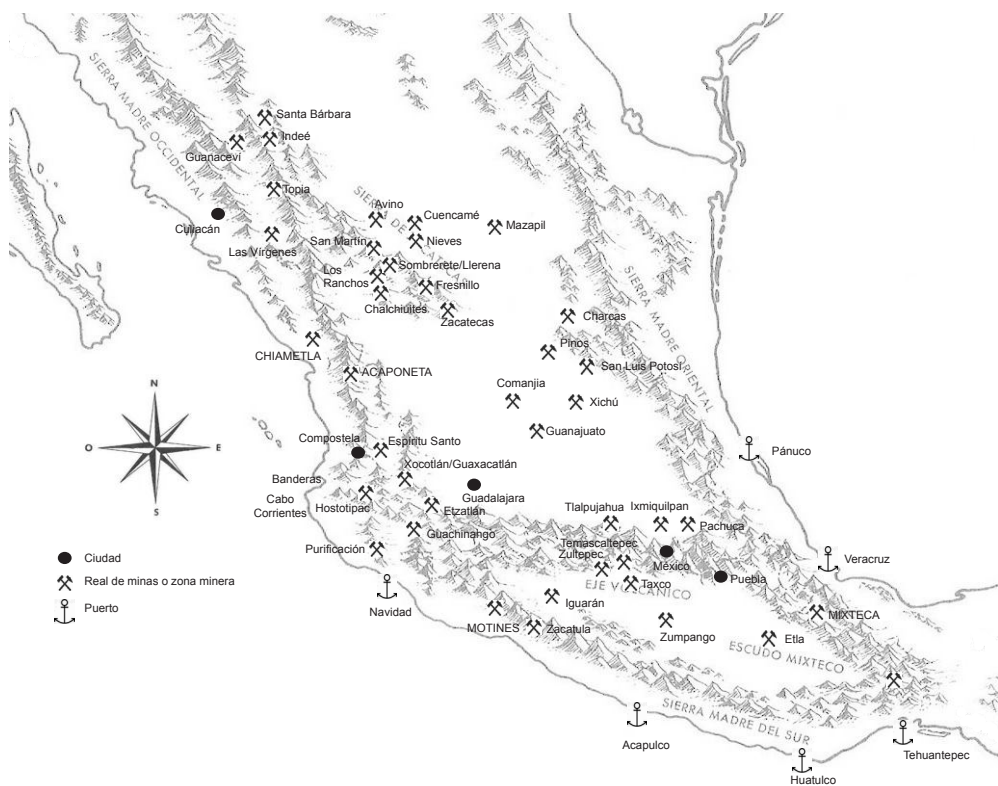 SIERRA MADRE OCCIDENTAL
Santa Bárbara
Indeé
Guanaceví
Topia
SIERRA DE
Avino
Cuencamé
Mazapil
Culiacán
Las Vírgenes
San Martín
Nieves
Sombrerete/Llerena
Los
Ranchos
Fresnillo
Chalchiuites
Zacatecas
SIERRA MADRE ORIENTAL
Charcas
CHIAMETLA
Pinos
San Luis Potosí
ACAPONETA
Comanjia
Xichú
N
O
E
S
Guanajuato
Compostela
Espíritu Santo
Pánuco
Xocotlán/Guaxacatlán
Banderas
Guadalajara
Cabo
Corrientes
Hostotipac
Etzatlán
Tlalpujahua
Ixmiquilpan
Guachinango
Pachuca
Purificación
Temascaltepec
Zultepec
México
Veracruz
Ciudad
Real de minas o zona minera
Puerto
Puebla
Taxco
EJE VOLCÁNICO
Navidad
Iguarán
MOTINES
Zacatula
Zumpango
MIXTECA
Etla
ESCUDO MIXTECO
SIERRA MADRE DEL SUR
Acapulco
Tehuantepec
Huatulco